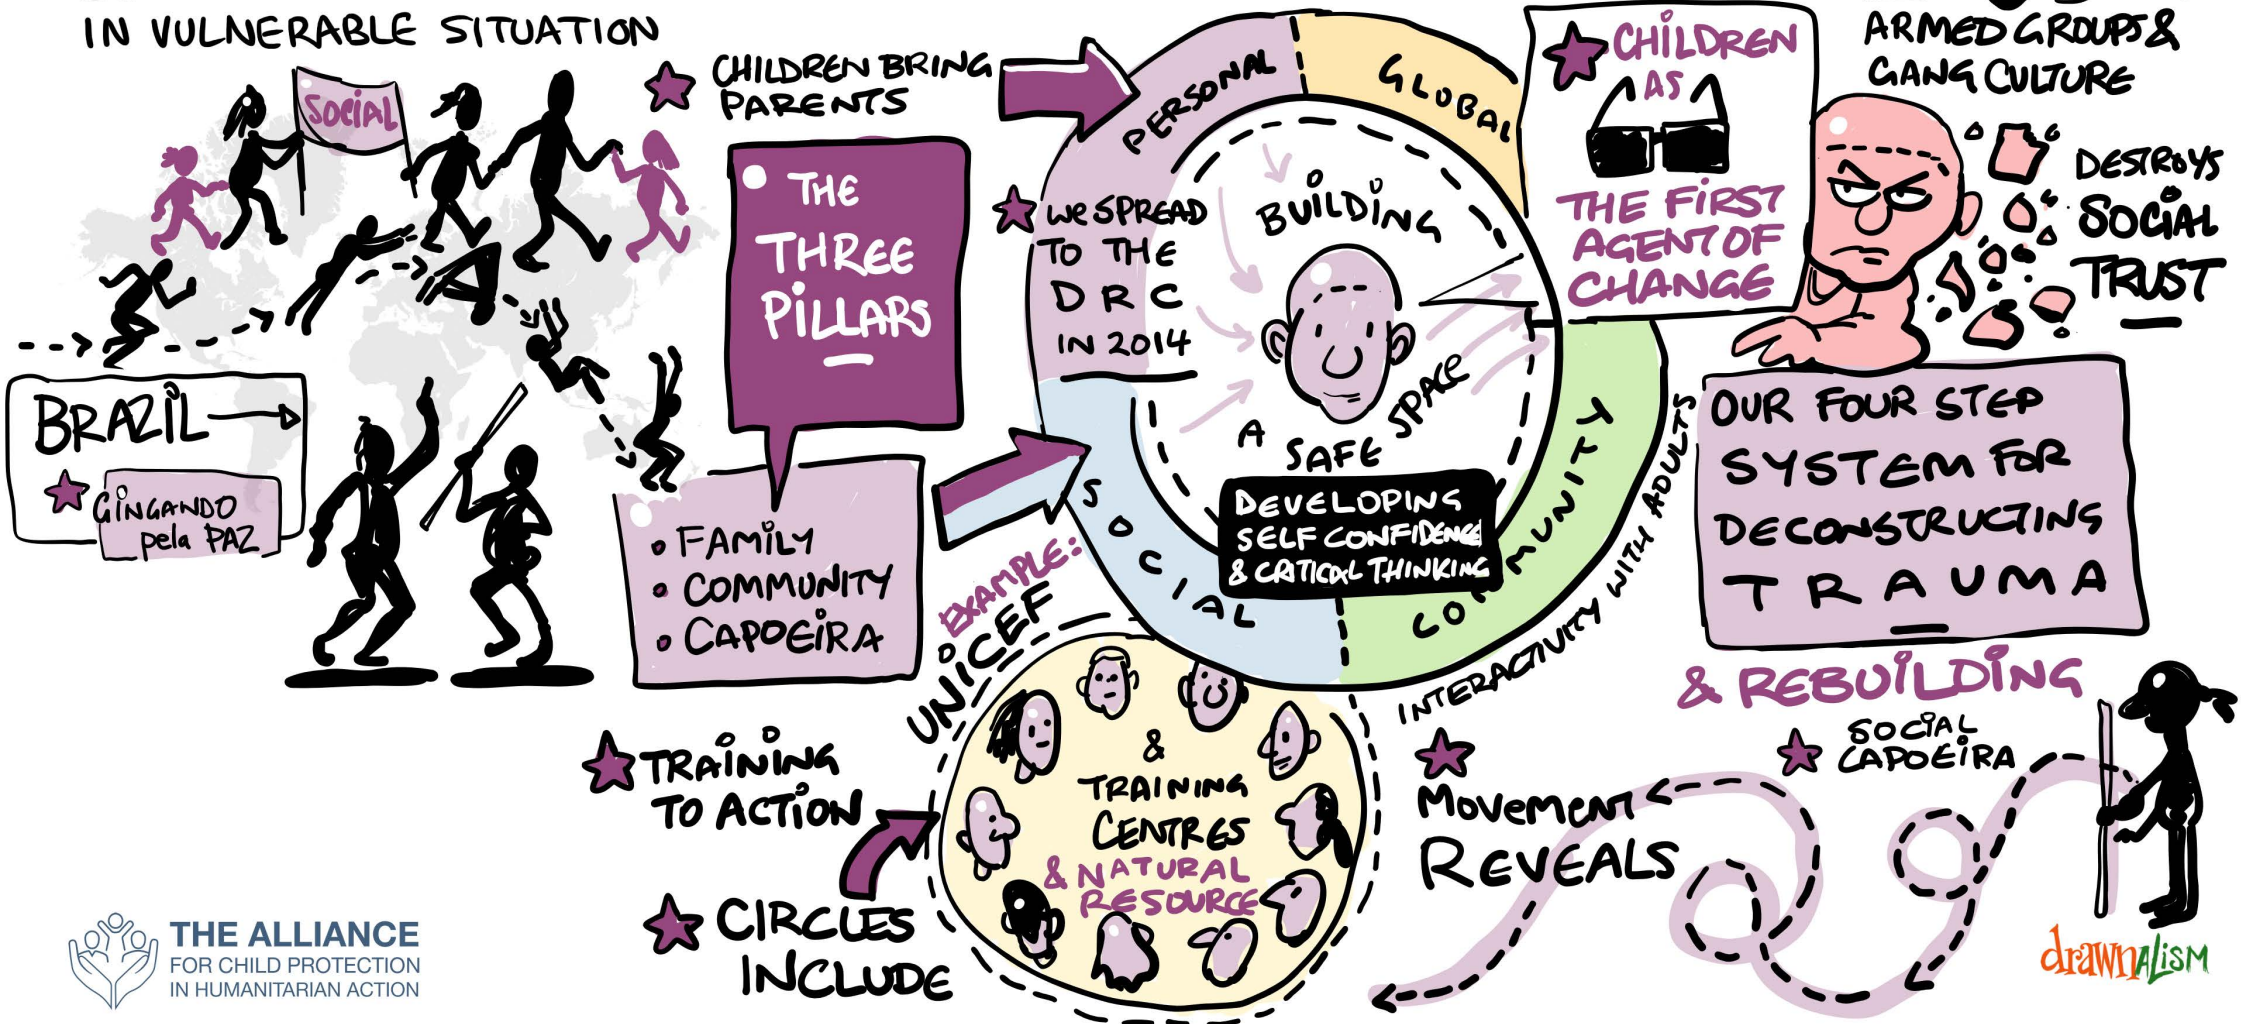 IN VULNERABLE SITUATION
SOCIAL
CHILDREN BRING
PARENTS
THE
THREE
PILLARS
• FAMILY
• COMMUNITY
• CAPOEIRA
BRAZIL
GINGANDO
pela PAZ
PERSONAL
GLOBAL
We SPREAD
TO THE
DRC
IN 2014
BUILDING
A SAFE SPACE
DEVELOPING
SELF CONFIDENCE
& CRITICAL THINKING
SOCIAL
COMMUNITY
INTERACTIVITY WITH ADULTS
CHILDREN
AS
THE FIRST
AGENT OF
CHANGE
ARMED GROUPS &
GANG CULTURE
DESTROYS
SOCIAL
TRUST
OUR FOUR STEP
SYSTEM FOR
DECONSTRUCTING
TRAUMA
& REBUILDING
SOCIAL
CAPOEIRA
EXAMPLE:
UNICEF
TRAINING
TO ACTION
CIRCLES
INCLUDE
&
TRAINING
CENTRES
& NATURAL
RESOURCE
MOVEMENT
REVEALS
THE ALLIANCE
FOR CHILD PROTECTION
IN HUMANITARIAN ACTION
drawnALISM